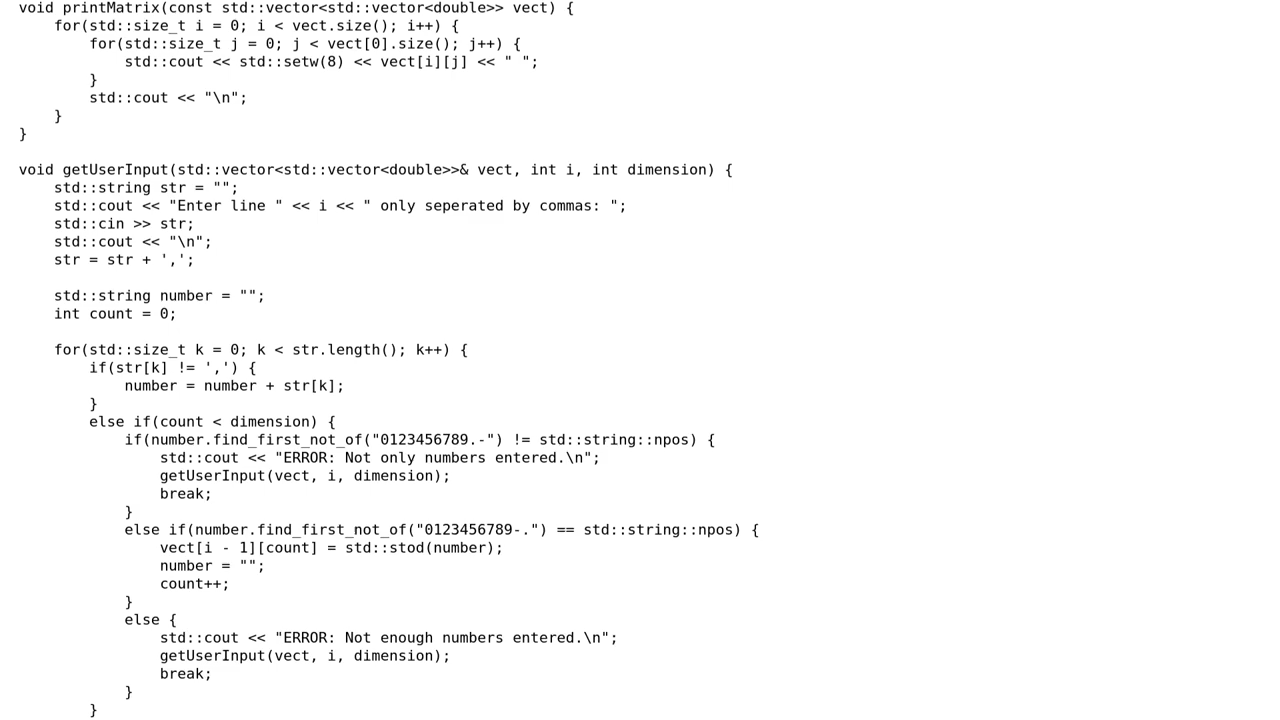 void printMatrix(const std::vector<std::vector<double>> vect) {
    for(std::size_t i = 0; i < vect.size(); i++) {
        for(std::size_t j = 0; j < vect[0].size(); j++) {
            std::cout << std::setw(8) << vect[i][j] << " ";
        }
        std::cout << "\n";
    }
}

void getUserInput(std::vector<std::vector<double>>& vect, int i, int dimension) {
    std::string str = "";
    std::cout << "Enter line " << i << " only seperated by commas: ";
    std::cin >> str;
    std::cout << "\n";
    str = str + ',';

    std::string number = "";
    int count = 0;

    for(std::size_t k = 0; k < str.length(); k++) {
        if(str[k] != ',') {
            number = number + str[k];
        }
        else if(count < dimension) {
            if(number.find_first_not_of("0123456789.-") != std::string::npos) {
                std::cout << "ERROR: Not only numbers entered.\n";
                getUserInput(vect, i, dimension);
                break;
            }
            else if(number.find_first_not_of("0123456789-.") == std::string::npos) {
                vect[i - 1][count] = std::stod(number);
                number = "";
                count++;
            }
            else {
                std::cout << "ERROR: Not enough numbers entered.\n";
                getUserInput(vect, i, dimension);
                break;
            }
        }